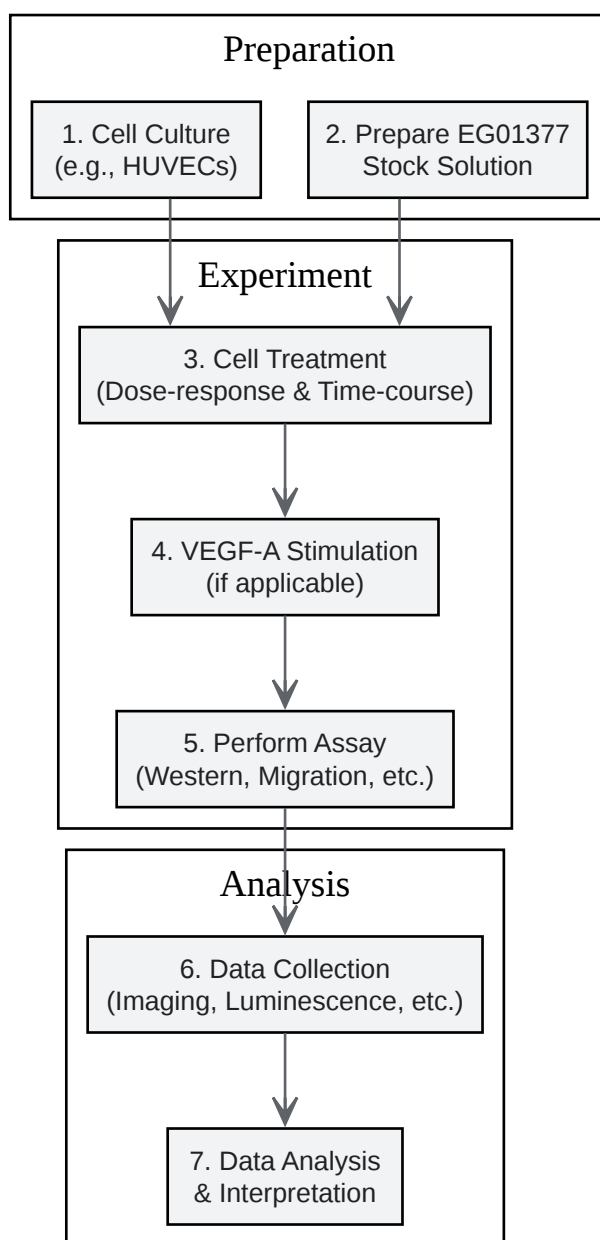 Preparation
1. Cell Culture
(e.g., HUVECs)
2. Prepare EG01377
Stock Solution
Experiment
3. Cell Treatment
(Dose-response & Time-course)
4. VEGF-A Stimulation
(if applicable)
5. Perform Assay
(Western, Migration, etc.)
Analysis
6. Data Collection
(Imaging, Luminescence, etc.)
7. Data Analysis
& Interpretation